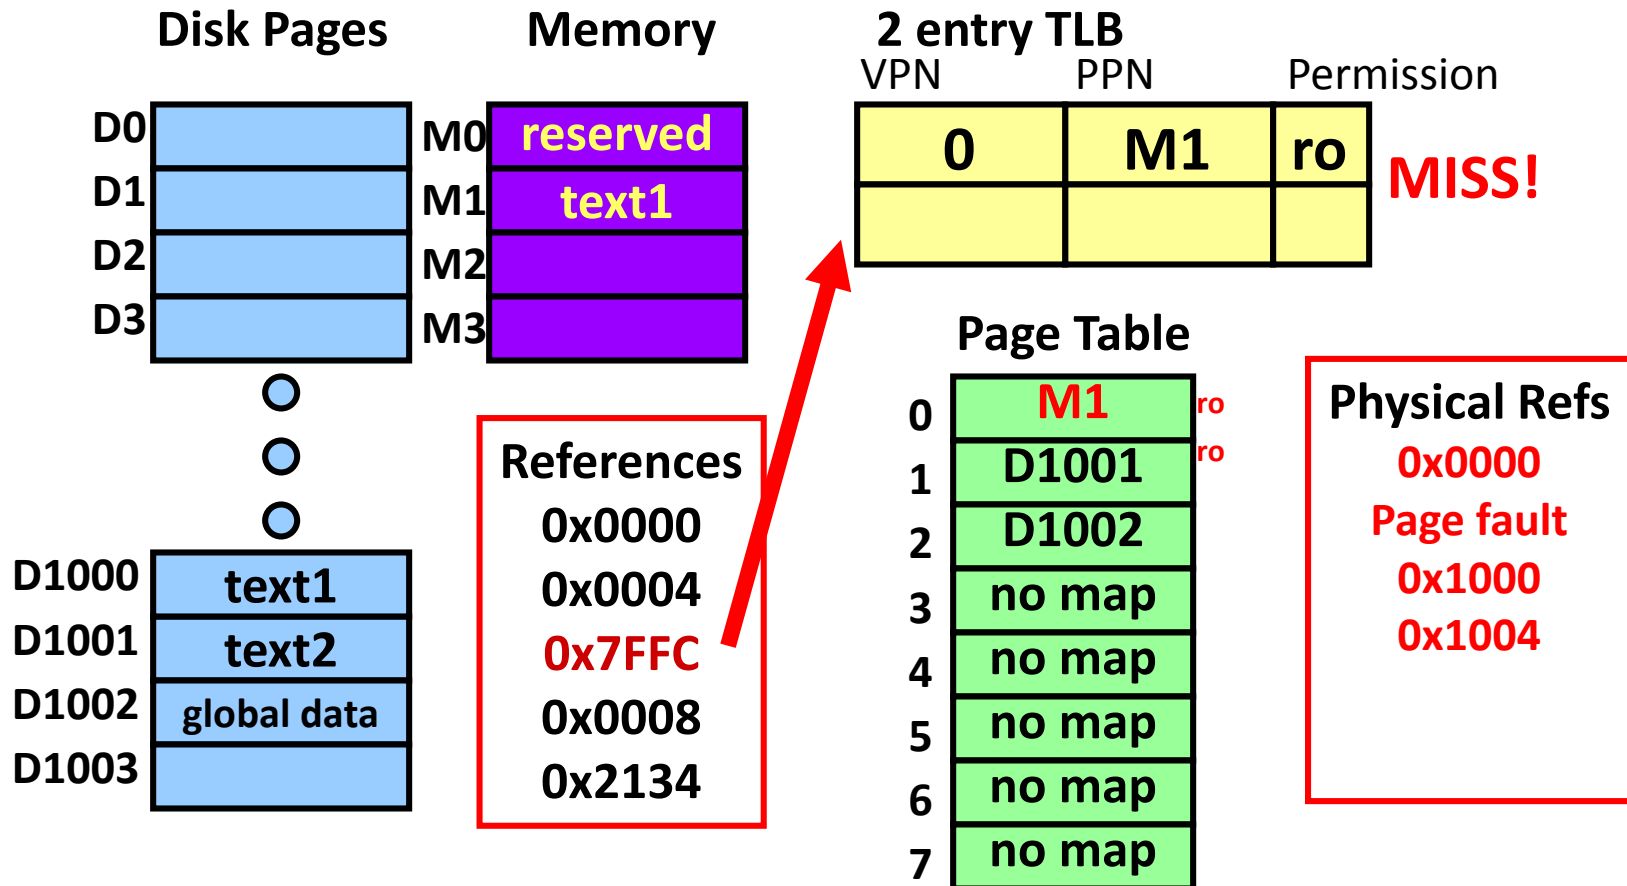 Disk Pages
D0
D1
D2
D3
D1000 text1
D1001 text2
D1002 global data
D1003
Memory
M0 reserved
M1 text1
M2
M3
References
0x0000
0x0004
0x7FFC
0x0008
0x2134
2 entry TLB
VPN PPN Permission
0 M1 ro
MISS!
Page Table
0 M1 ro
1 D1001 ro
2 D1002
3 no map
4 no map
5 no map
6 no map
7 no map
Physical Refs
0x0000
Page fault
0x1000
0x1004